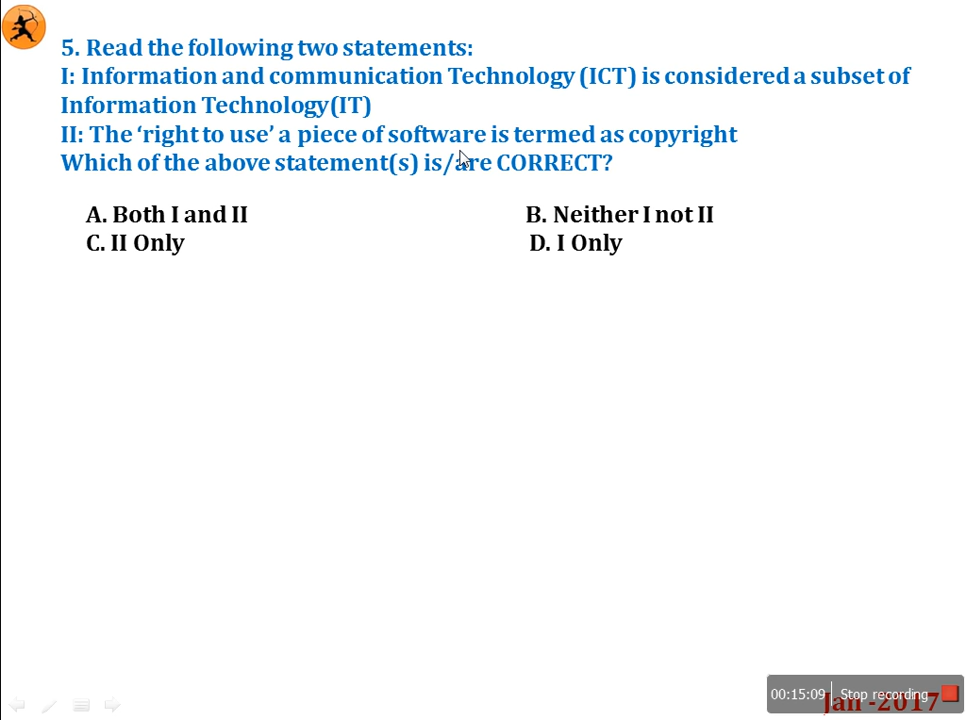 5. Read the following two statements:
I: Information and communication Technology (ICT) is considered a subset of
Information Technology(IT)
II: The ‘right to use’ a piece of software is termed as copyright
Which of the above statement(s) is/are CORRECT?
A. Both I and II
B. Neither I not II
C. II Only
D. I Only
00:15:09 Stop recording
Jan -2017